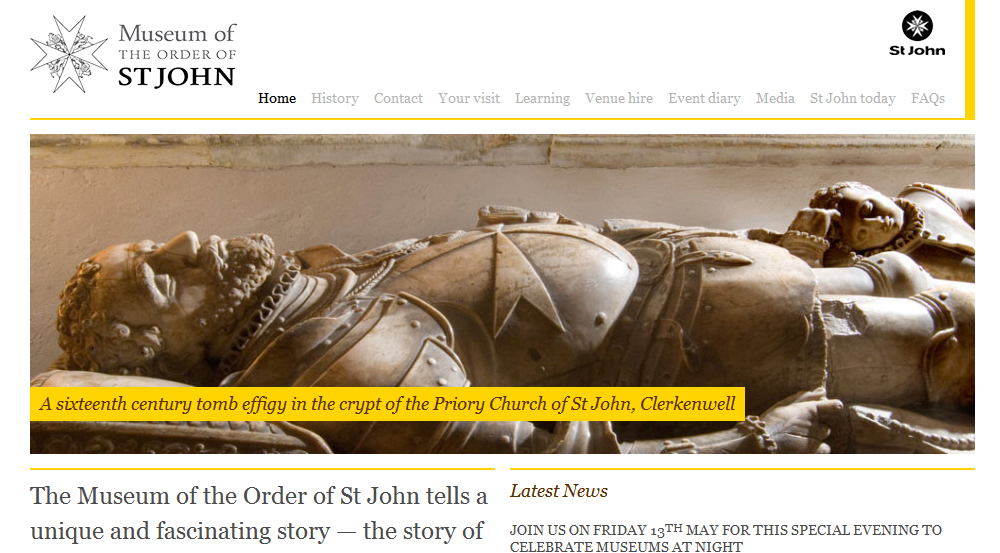 Museum of
THE ORDER OF
ST JOHN
St John
Home History Contact Your visit Learning Venue hire Event diary Media St John today FAQs
A sixteenth century tomb effigy in the crypt of the Priory Church of St John, Clerkenwell
The Museum of the Order of St John tells a
unique and fascinating story — the story of
Latest News
JOIN US ON FRIDAY 13TH MAY FOR THIS SPECIAL EVENING TO
CELEBRATE MUSEUMS AT NIGHT